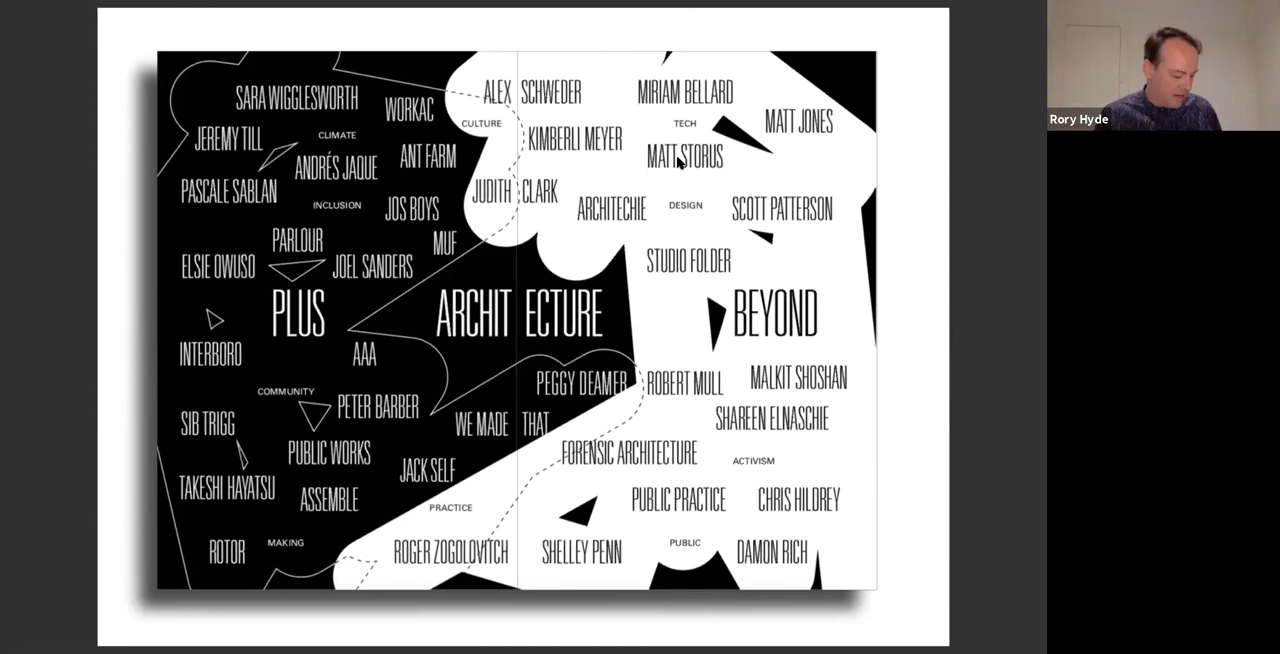 SARA WIGGLESWORTH
WORKAC
ALEX SCHWEDER
MIRIAM BELLARD
JEREMY TILL
CLIMATE
CULTURE
KIMBERLI MEYER
TECH
MATT JONES
ANDRÉS JAQUE
ANT FARM
MATT STORUS
PASCALE SABLAN
INCLUSION
JOS BOYS
JUDITH CLARK
ARCHITECHIE
DESIGN
SCOTT PATTERSON
PARLOUR
MUF
ELSIE OWUSO
JOEL SANDERS
STUDIO FOLDER
PLUS
ARCHITECTURE
BEYOND
INTERBORO
AAA
PEGGY DEAMER
ROBERT MULL
MALKIT SHOSHAN
COMMUNITY
PETER BARBER
SIB TRIGG
WE MADE THAT
SHAREEN ELNASCHIE
PUBLIC WORKS
FORENSIC ARCHITECTURE
ACTIVISM
JACK SELF
TAKESHI HAYATSU
ASSEMBLE
PRACTICE
PUBLIC PRACTICE
CHRIS HILDREY
ROTOR
MAKING
ROGER ZOGOLOVITCH
SHELLEY PENN
PUBLIC
DAMON RICH
Rory Hyde